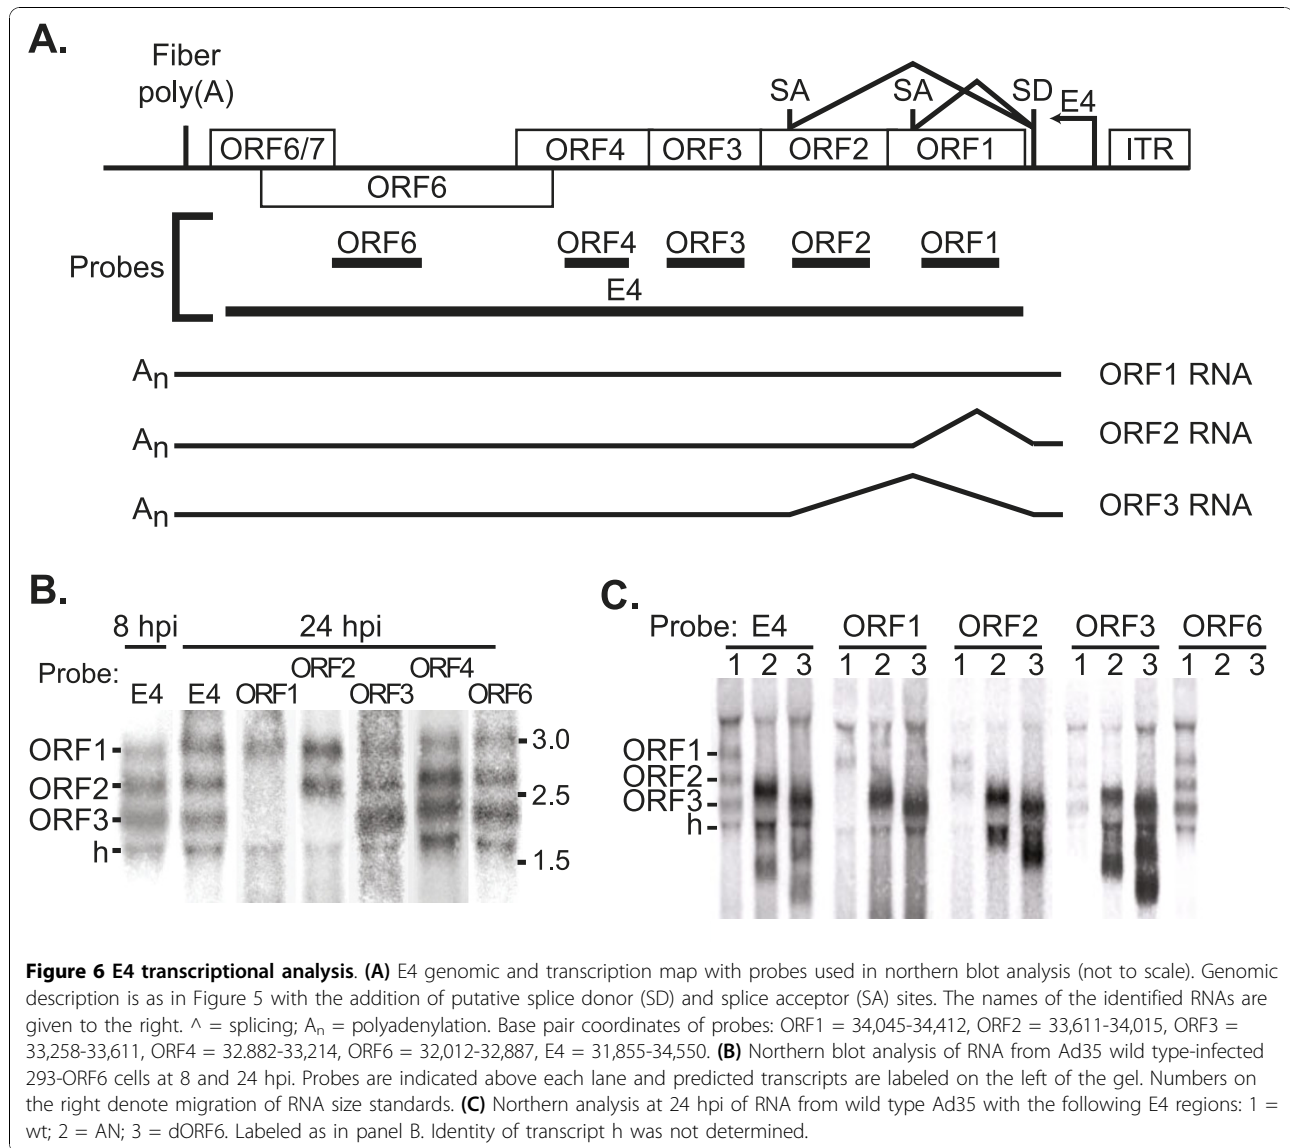 A.
Fiber
poly(A)
SA
SA
SD
E4
ORF6/7
ORF4
ORF3
ORF2
ORF1
ITR
ORF6
Probes
ORF6
ORF4
ORF3
ORF2
ORF1
E4
An
ORF1 RNA
An
ORF2 RNA
An
ORF3 RNA
B.
8 hpi
24 hpi
Probe:
ORF2
ORF4
E4
E4
ORF1
ORF3
ORF6
ORF1
ORF2
ORF3
h
3.0
2.5
1.5
C.
Probe: E4
ORF1
ORF2
ORF3
ORF6
1 2 3
1 2 3
1 2 3
1 2 3
1 2 3
ORF1
ORF2
ORF3
h
Figure 6 E4 transcriptional analysis. (A) E4 genomic and transcription map with probes used in northern blot analysis (not to scale). Genomic
description is as in Figure 5 with the addition of putative splice donor (SD) and splice acceptor (SA) sites. The names of the identified RNAs are
given to the right. ^ = splicing; An = polyadenylation. Base pair coordinates of probes: ORF1 = 34,045-34,412, ORF2 = 33,611-34,015, ORF3 =
33,258-33,611, ORF4 = 32.882-33,214, ORF6 = 32,012-32,887, E4 = 31,855-34,550. (B) Northern blot analysis of RNA from Ad35 wild type-infected
293-ORF6 cells at 8 and 24 hpi. Probes are indicated above each lane and predicted transcripts are labeled on the left of the gel. Numbers on
the right denote migration of RNA size standards. (C) Northern analysis at 24 hpi of RNA from wild type Ad35 with the following E4 regions: 1 =
wt; 2 = AN; 3 = dORF6. Labeled as in panel B. Identity of transcript h was not determined.